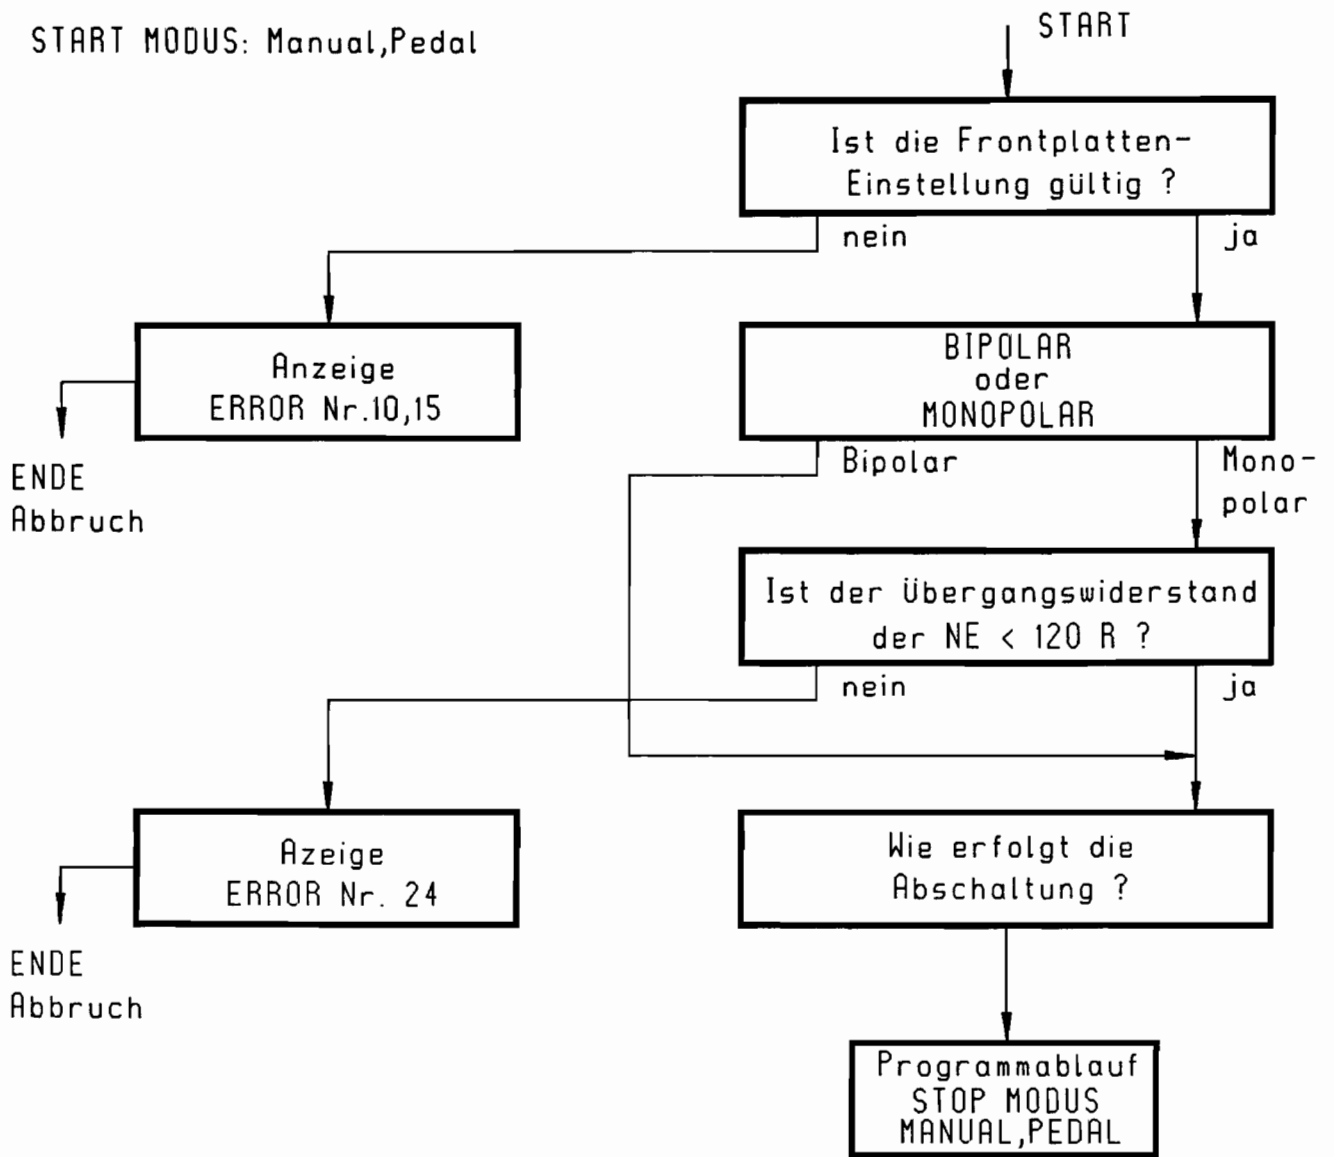 START MODUS: Manual,Pedal
START
Ist die Frontplatten-
Einstellung gültig ?
nein
ja
Anzeige
ERROR Nr.10,15
ENDE
Abbruch
BIPOLAR
oder
MONOPOLAR
Bipolar
Mono-
polar
Ist der Übergangswiderstand
der NE < 120 R ?
nein
ja
Azeige
ERROR Nr. 24
ENDE
Abbruch
Wie erfolgt die
Abschaltung ?
Programmablauf
STOP MODUS
MANUAL,PEDAL